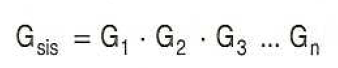 G_sis = G_1 · G_2 · G_3 ... G_n